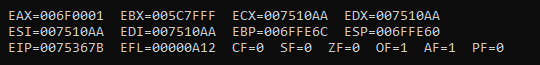 EAX=006F0001 EBX=005C7FFF ECX=007510AA EDX=007510AA
ESI=007510AA EDI=007510AA EBP=006FFE6C ESP=006FFE60
EIP=0075367B EFL=00000A12 CF=0 SF=0 ZF=0 OF=1 AF=1 PF=0